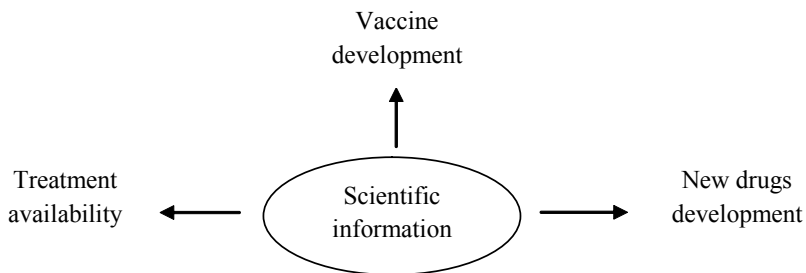 Vaccine
development
Treatment
availability
Scientific
information
New drugs
development